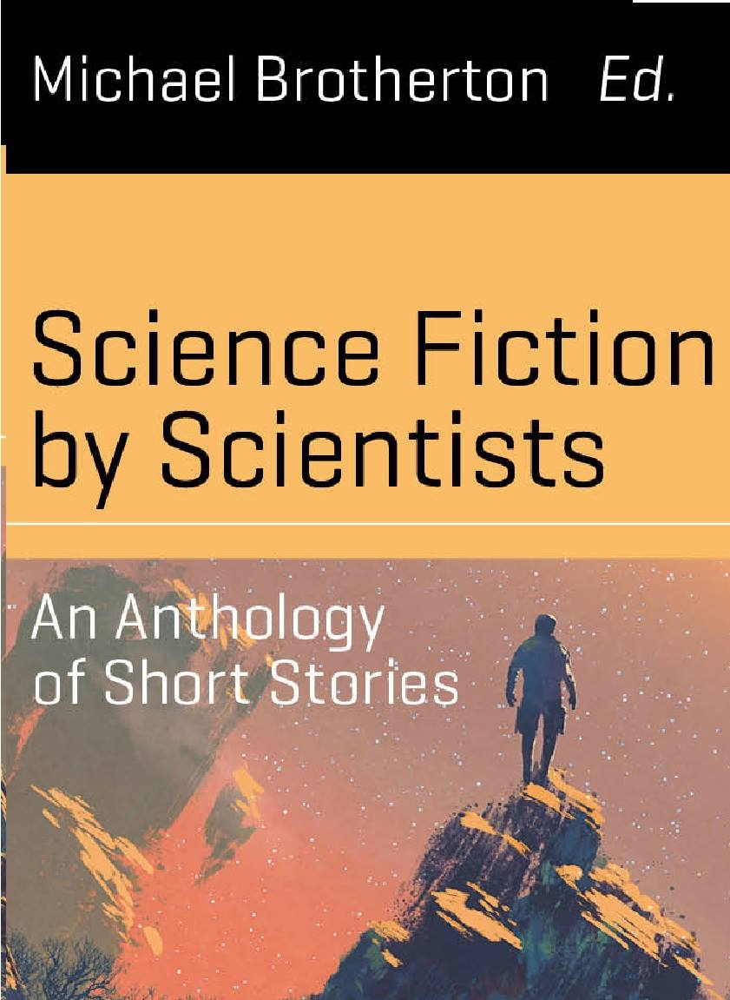 Michael Brotherton Ed.
Science Fiction
by Scientists
An Anthology
of Short Stories